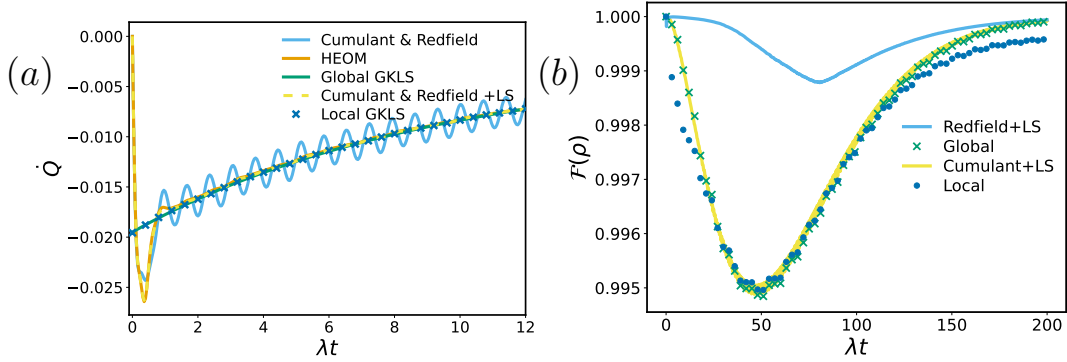 (a)
Q̇
0.000
−0.005
−0.010
−0.015
−0.020
−0.025
0 2 4 6 8 10 12
λt
Cumulant & Redfield
HEOM
Global GKLS
Cumulant & Redfield +LS
Local GKLS
(b)
ℱ(ρ)
1.000
0.999
0.998
0.997
0.996
0.995
0 50 100 150 200
λt
Redfield+LS
Global
Cumulant+LS
Local